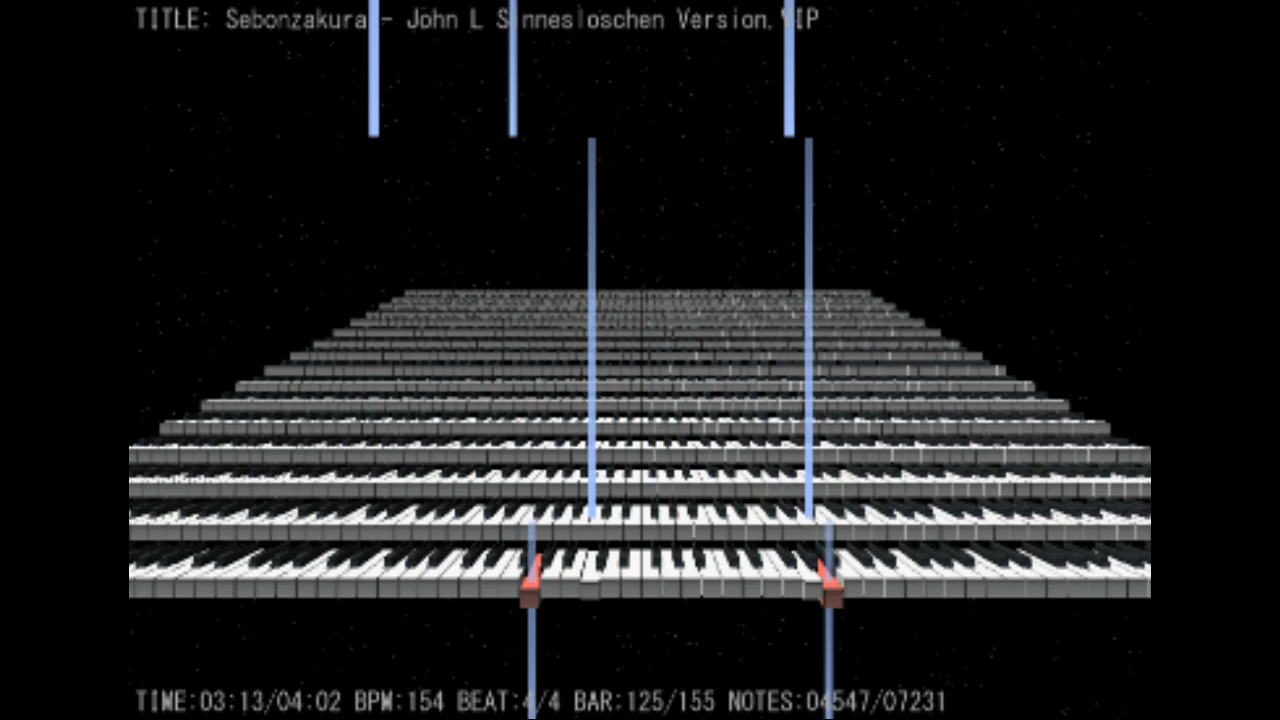 TITLE: Sebonzakura - John L Sinnesloschen Version.VIP
TIME:03:13/04:02 BPM:154 BEAT:4/4 BAR:125/155 NOTES:04547/07231